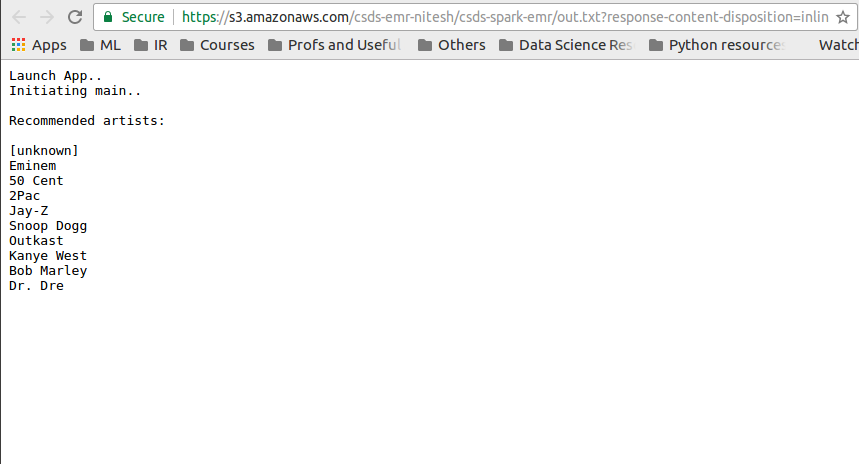 Secure https://s3.amazonaws.com/csds-emr-nitesh/csds-spark-emr/out.txt?response-content-disposition=inlin
Apps ML IR Courses Profs and Useful Others Data Science Res Python resources Watch
Launch App..
Initiating main..
Recommended artists:
[unknown]
Eminem
50 Cent
2Pac
Jay-Z
Snoop Dogg
Outkast
Kanye West
Bob Marley
Dr. Dre